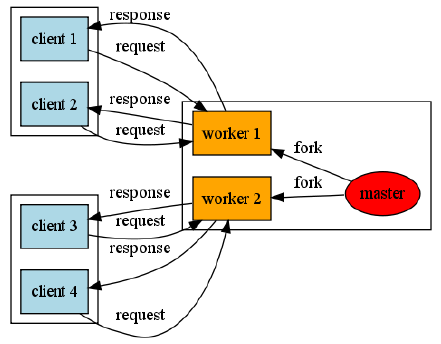 response
client 1
request
response
client 2
request
worker 1
fork
fork
master
worker 2
response
client 3
request
response
client 4
request